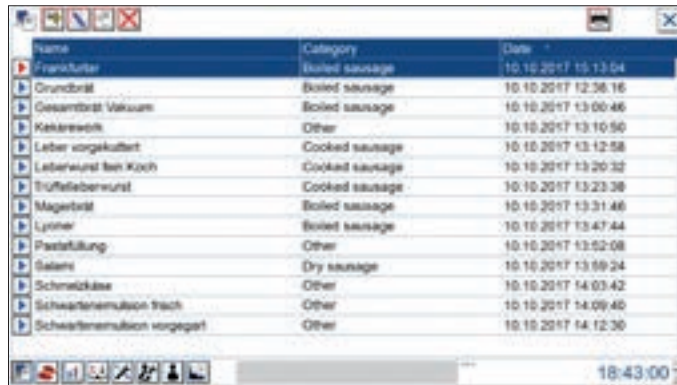 Name Category Date
Frankfurter Boiled sausage 10.10.2017 15:13:04
Grundbrät Boiled sausage 10.10.2017 12:38:16
Gesamtbrät Vakuum Boiled sausage 10.10.2017 13:00:46
Other 10.10.2017 13:10:50
Leber vorgekuttert Cooked sausage 10.10.2017 13:12:58
Leberwurst fein Koch Cooked sausage 10.10.2017 13:20:32
Trüffelleberwurst Cooked sausage 10.10.2017 13:23:38
Magerbrät Boiled sausage 10.10.2017 13:31:46
Lyoner Boiled sausage 10.10.2017 13:47:44
Pastafüllung Other 10.10.2017 13:52:08
Salami Dry sausage 10.10.2017 13:59:24
Schmelzkäse Other 10.10.2017 14:03:42
Schwartenemulsion frisch Other 10.10.2017 14:09:40
Schwartenemulsion vorgegart Other 10.10.2017 14:12:30
18:43:00